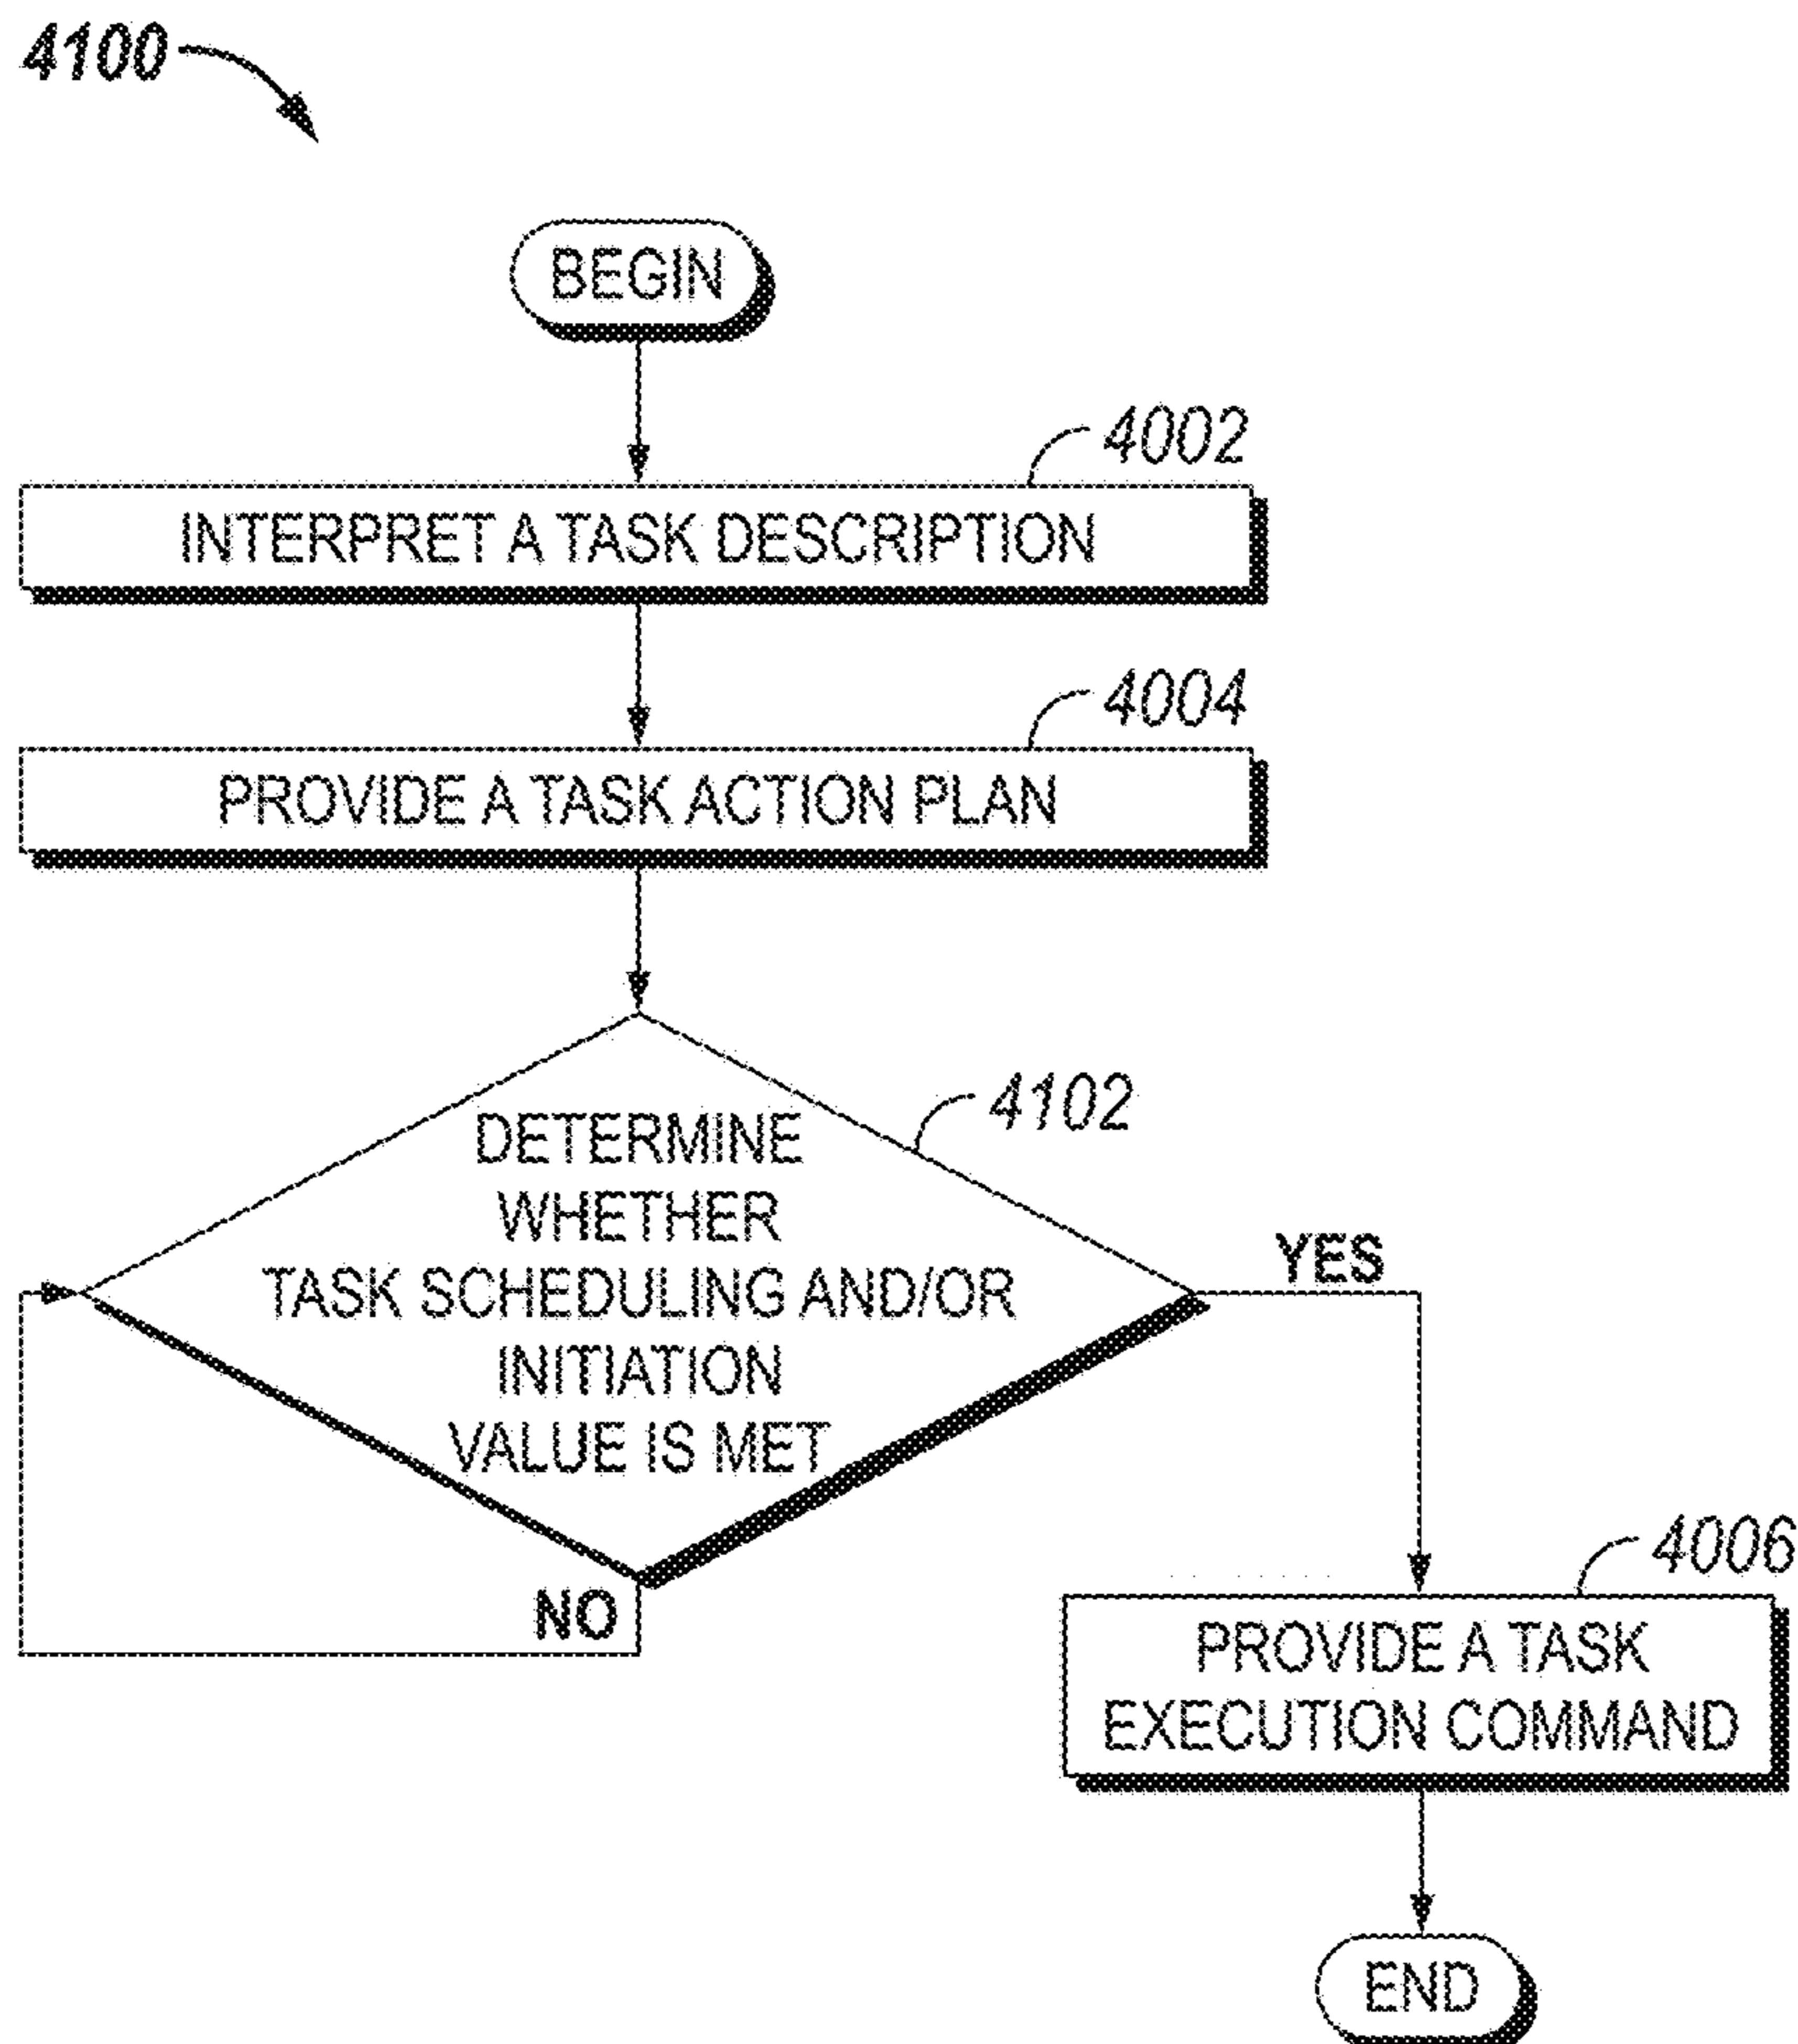 4100
BEGIN
4002
INTERPRET A TASK DESCRIPTION
4004
PROVIDE A TASK ACTION PLAN
4102
DETERMINE
WHETHER
TASK SCHEDULING AND/OR
INITIATION
VALUE IS MET
YES
NO
4006
PROVIDE A TASK
EXECUTION COMMAND
END